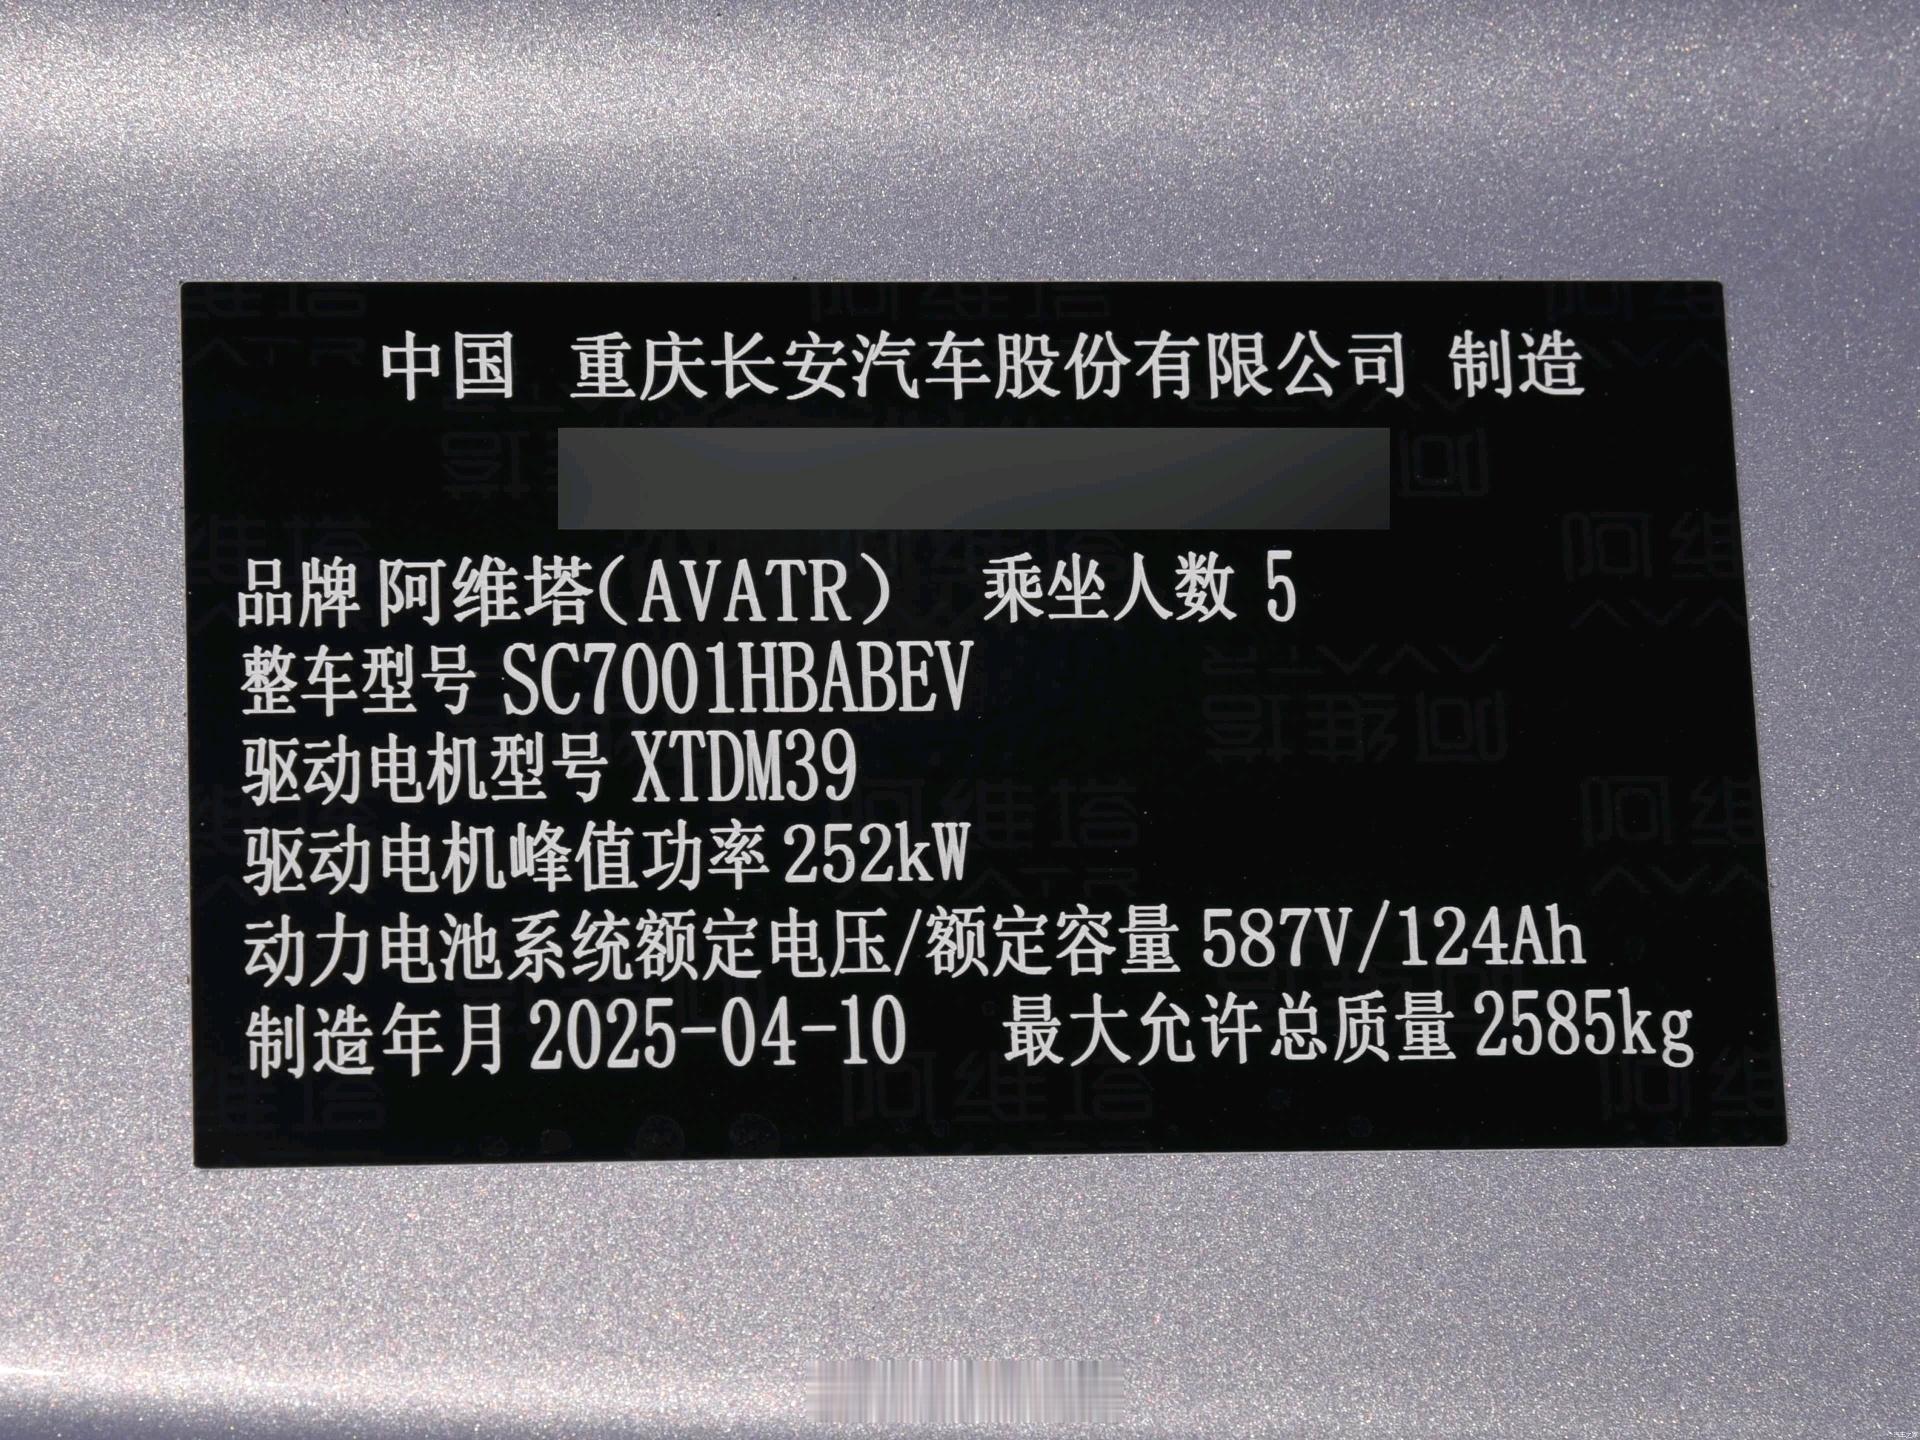 中国 重庆长安汽车股份有限公司 制造
品牌 阿维塔(AVATR) 乘坐人数 5
整车型号 SC7001HBABEV
驱动电机型号 XTDM39
驱动电机峰值功率 252kW
动力电池系统额定电压/额定容量 587V/124Ah
制造年月 2025-04-10 最大允许总质量 2585kg